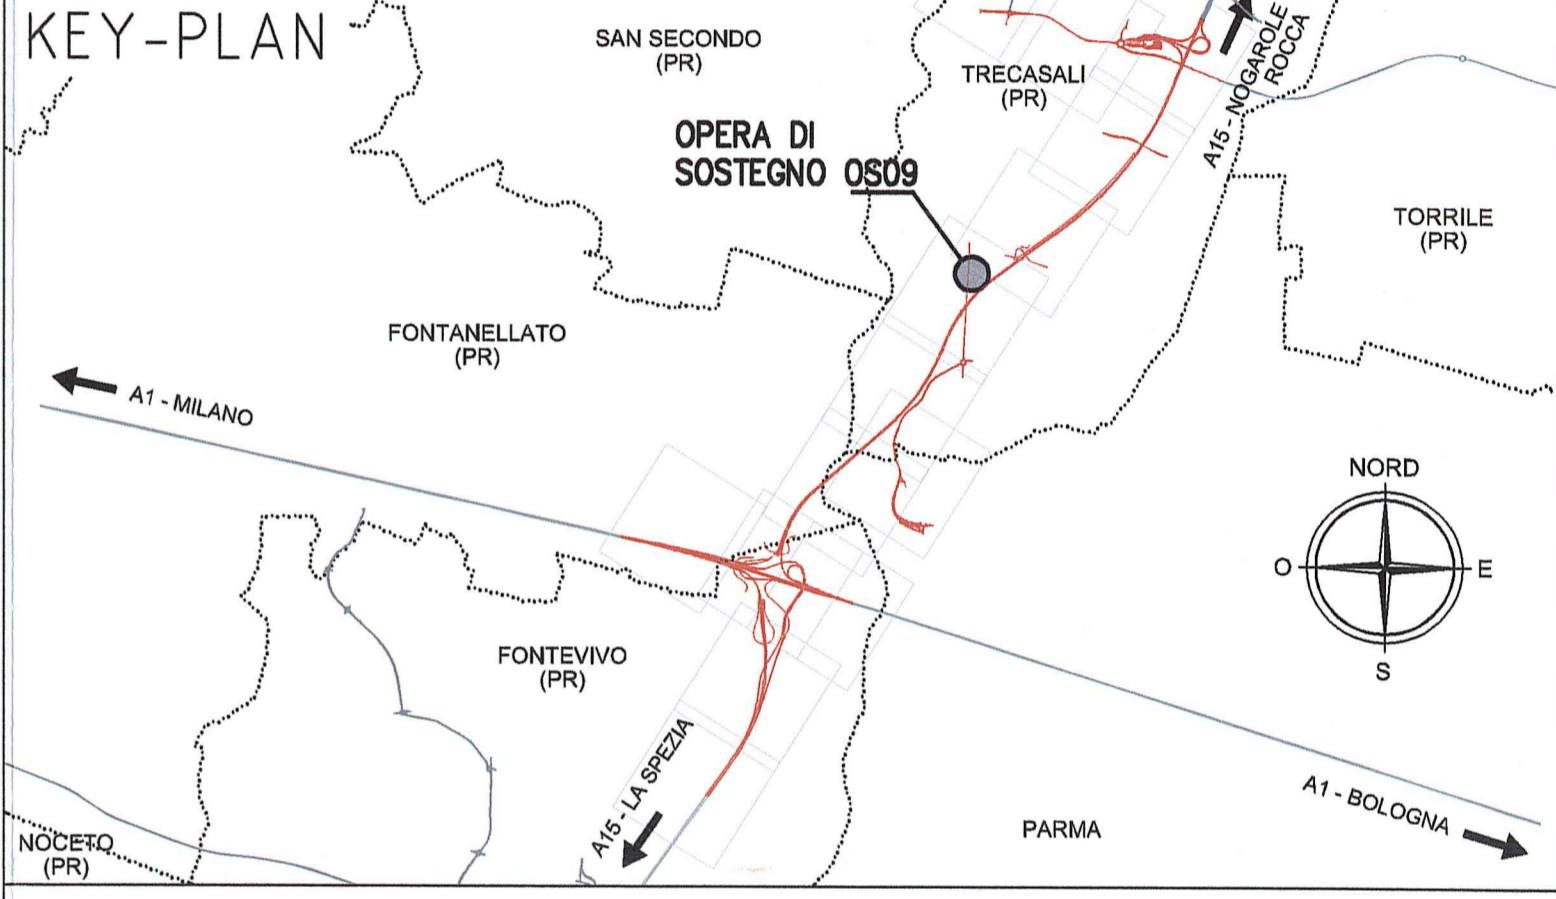 KEY-PLAN
SAN SECONDO
(PR)
TRECASALI
(PR)
A15 - NOGAROLE
ROCCA
OPERA DI
SOSTEGNO OS09
TORRILE
(PR)
FONTANELLATO
(PR)
A1 - MILANO
NORD
O
E
S
FONTEVIVO
(PR)
A15 - LA SPEZIA
A1 - BOLOGNA
PARMA
NOCETO
(PR)